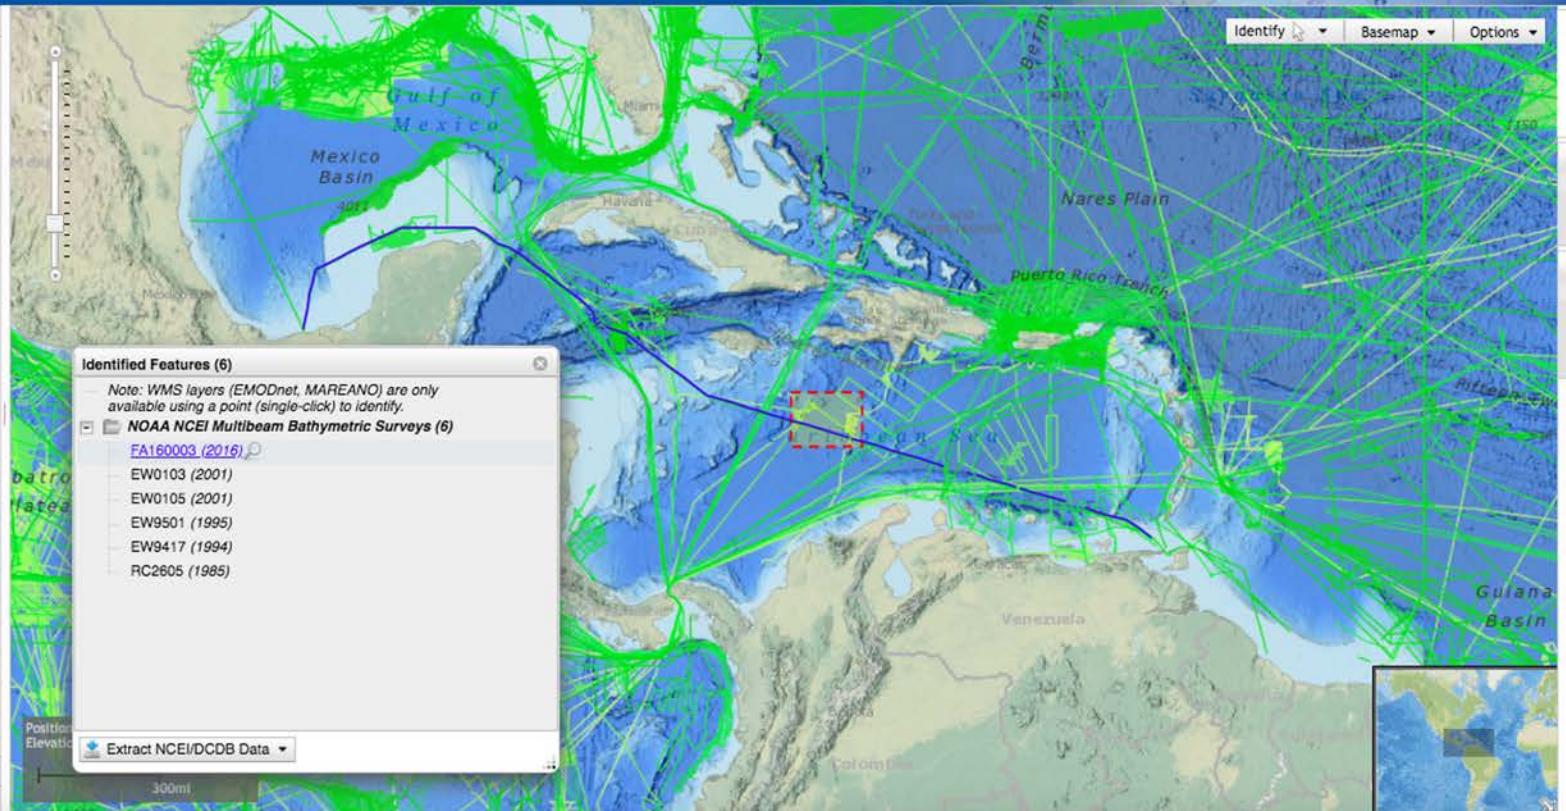 Identify
Basemap
Options
Gulf of
Mexico
Miami
Mexico
Basin
Nares Plain
Havana
Puerto Rico Trench
Identified Features (6)
Note: WMS layers (EMODnet, MAREANO) are only
available using a point (single-click) to identify.
NOAA NCEI Multibeam Bathymetric Surveys (6)
FA160003 (2016)
EW0103 (2001)
EW0105 (2001)
EW9501 (1995)
EW9417 (1994)
RC2605 (1985)
Extract NCEI/DCDB Data
300mi
Venezuela
Guiana
Basin